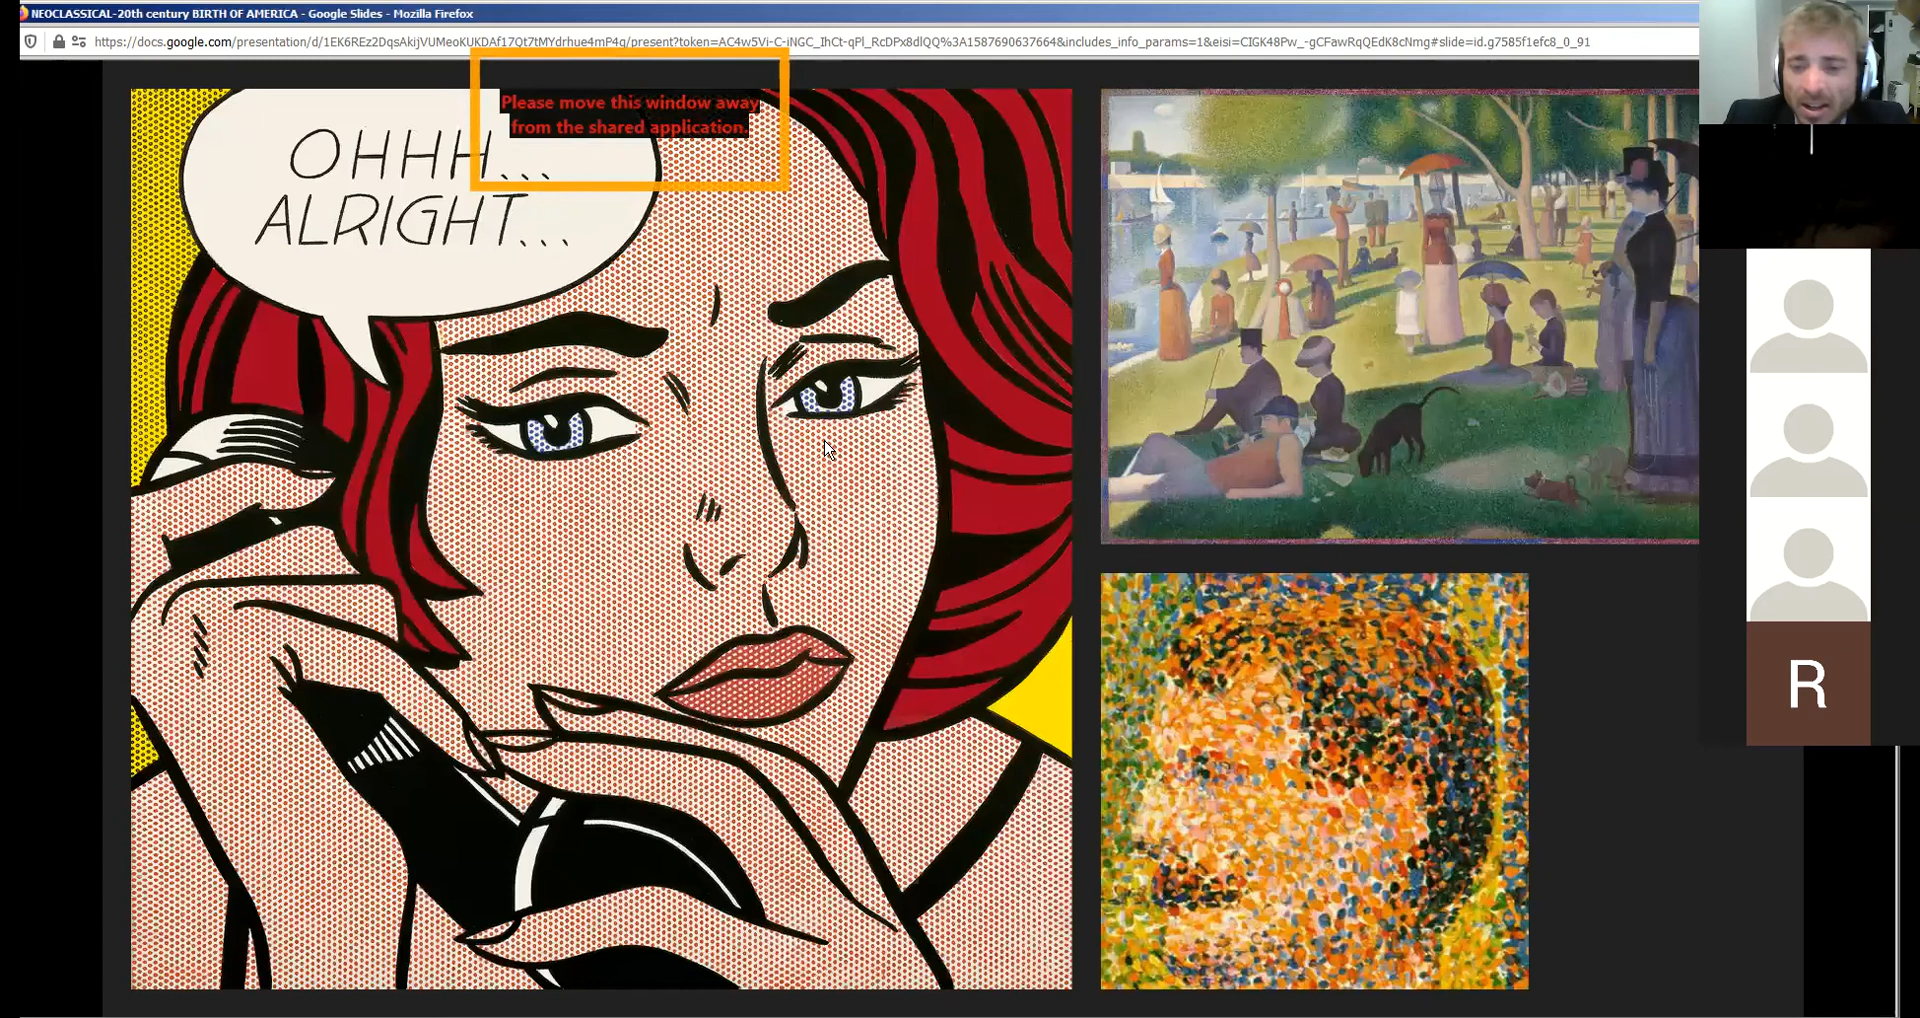 NEOCLASSICAL-20th century BIRTH OF AMERICA - Google Slides - Mozilla Firefox
https://docs.google.com/presentation/d/1EK6REz2DqsAkijVUMeoKUKDAf17Qt7tMYdrhue4mP4g/present?token=AC4w5Vi-C-iNGC_IhCt-qPl_RcDPx8dlQQ%3A1587690637664&includes_info_params=1&eisi=CIGK48Pw_-gCFawRqQEdK8cNmg#slide=id.g7585f1efc8_0_91
Please move this window away
from the shared application.
OHHH...
ALRIGHT...
R